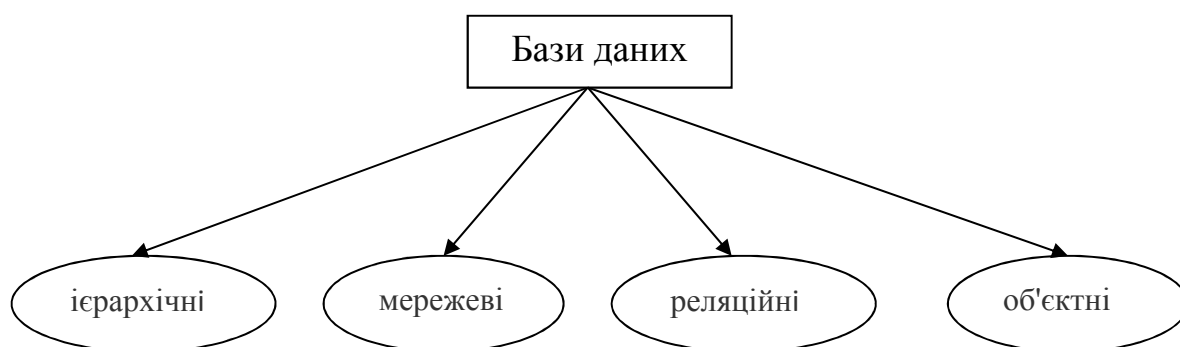 Бази даних
ієрархічні
мережеві
реляційні
об'єктні